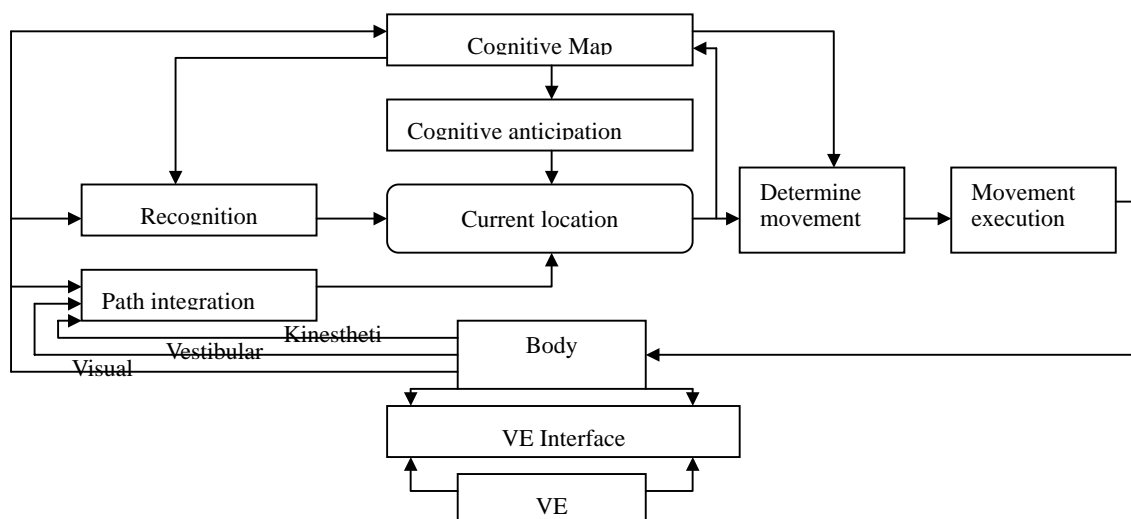 Cognitive Map
Cognitive anticipation
Recognition
Current location
Determine
movement
Movement
execution
Path integration
Kinestheti
Vestibular
Visual
Body
VE Interface
VE